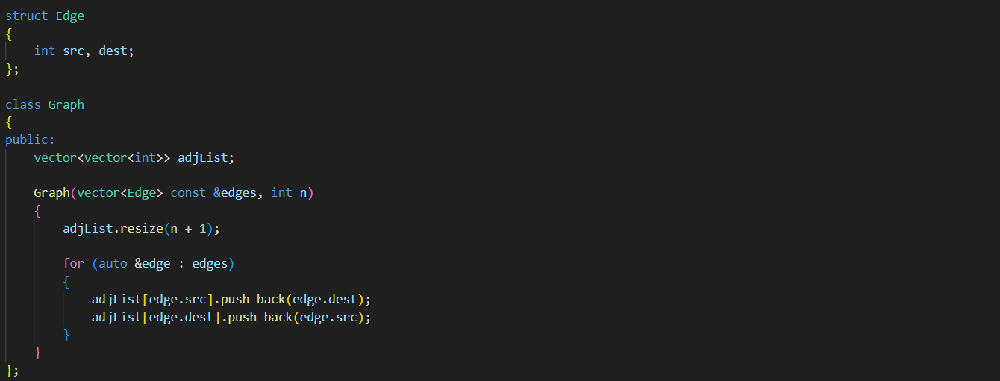 struct Edge
{
    int src, dest;
};

class Graph
{
public:
    vector<vector<int>> adjList;

    Graph(vector<Edge> const &edges, int n)
    {
        adjList.resize(n + 1);

        for (auto &edge : edges)
        {
            adjList[edge.src].push_back(edge.dest);
            adjList[edge.dest].push_back(edge.src);
        }
    }
};